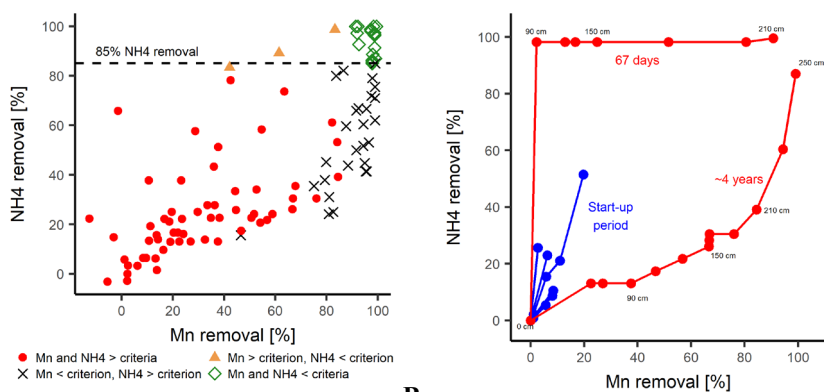 100
80
60
40
20
0
NH4 removal [%]
85% NH4 removal
0 20 40 60 80 100
Mn removal [%]
Mn and NH4 > criteria
Mn > criterion, NH4 < criterion
Mn < criterion, NH4 > criterion
Mn and NH4 < criteria
B
100
80
60
40
20
0
NH4 removal [%]
90 cm
150 cm
210 cm
67 days
250 cm
~4 years
Start-up
period
210 cm
150 cm
90 cm
0 cm
0 20 40 60 80 100
Mn removal [%]